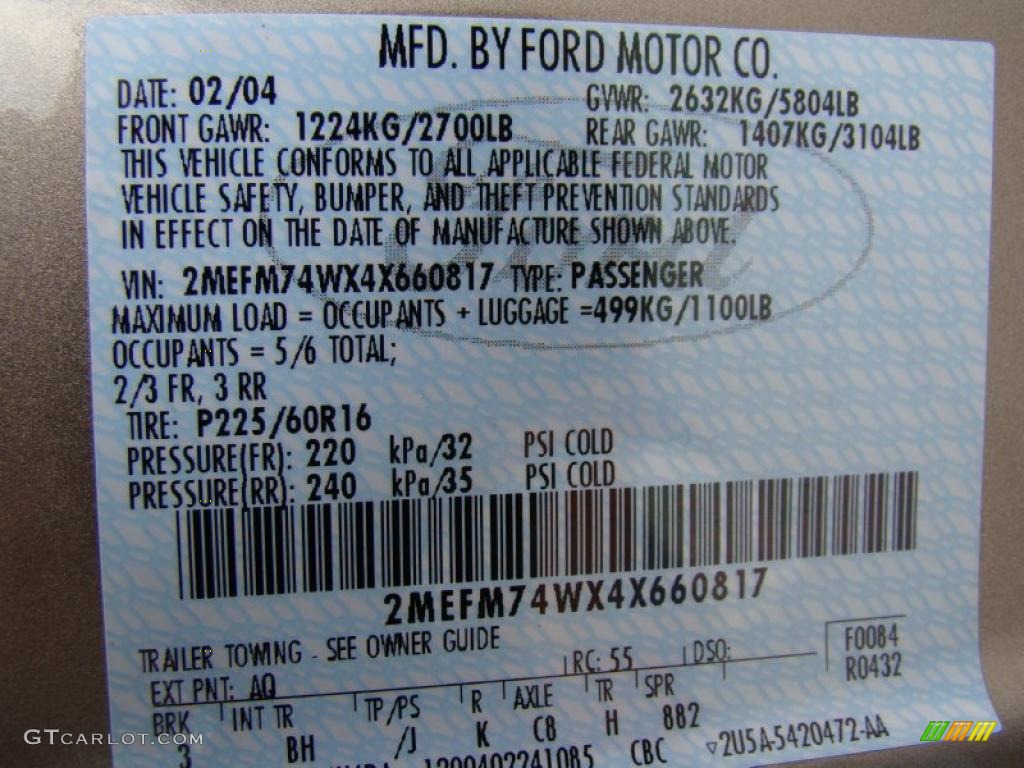 MFD. BY FORD MOTOR CO.
DATE: 02/04 GVWR: 2632KG/5804LB
FRONT GAWR: 1224KG/2700LB REAR GAWR: 1407KG/3104LB
THIS VEHICLE CONFORMS TO ALL APPLICABLE FEDERAL MOTOR
VEHICLE SAFETY, BUMPER, AND THEFT PREVENTION STANDARDS
IN EFFECT ON THE DATE OF MANUFACTURE SHOWN ABOVE.
VIN: 2MEFM74WX4X660817 TYPE: PASSENGER
MAXIMUM LOAD = OCCUPANTS + LUGGAGE =499KG/1100LB
OCCUPANTS = 5/6 TOTAL;
2/3 FR, 3 RR
TIRE: P225/60R16
PRESSURE(FR): 220 kPa/32 PSI COLD
PRESSURE(RR): 240 kPa/35 PSI COLD
2MEFM74WX4X660817
TRAILER TOWING - SEE OWNER GUIDE
EXT PNT: AQ RC: 55 DSO: F0084
R0432
BRK INT TR TP/PS R AXLE TR SPR
3 BH /J K C8 H 882
1200402241085 CBC ▽2U5A-5420472-AA
GTCARLOT.COM